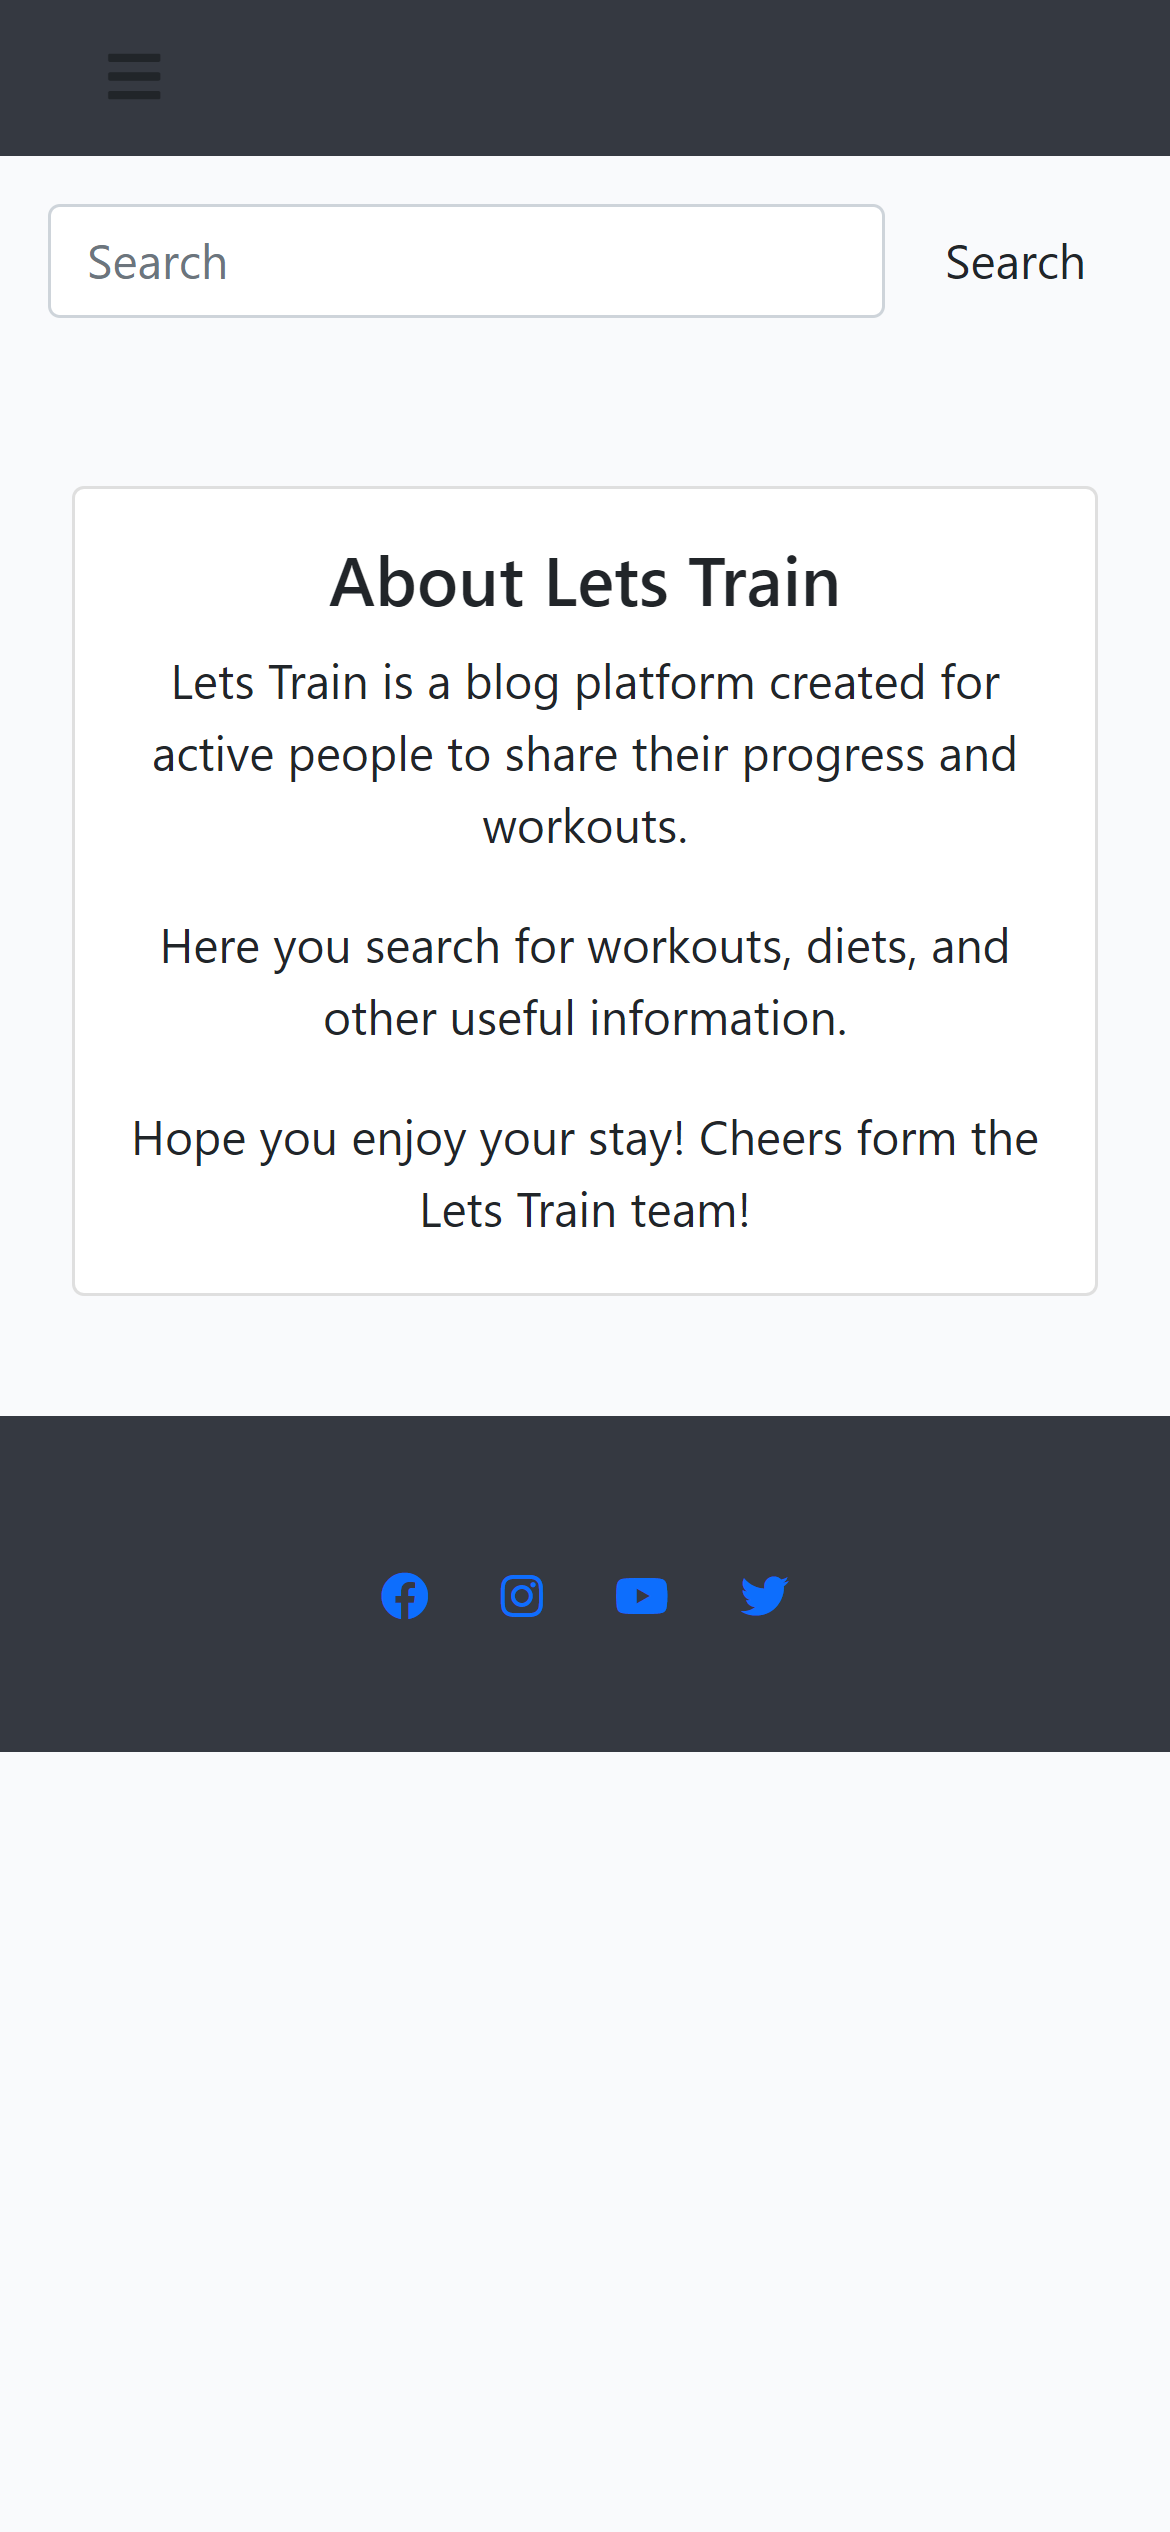 Search Search
About Lets Train
Lets Train is a blog platform created for
active people to share their progress and
workouts.
Here you search for workouts, diets, and
other useful information.
Hope you enjoy your stay! Cheers form the
Lets Train team!